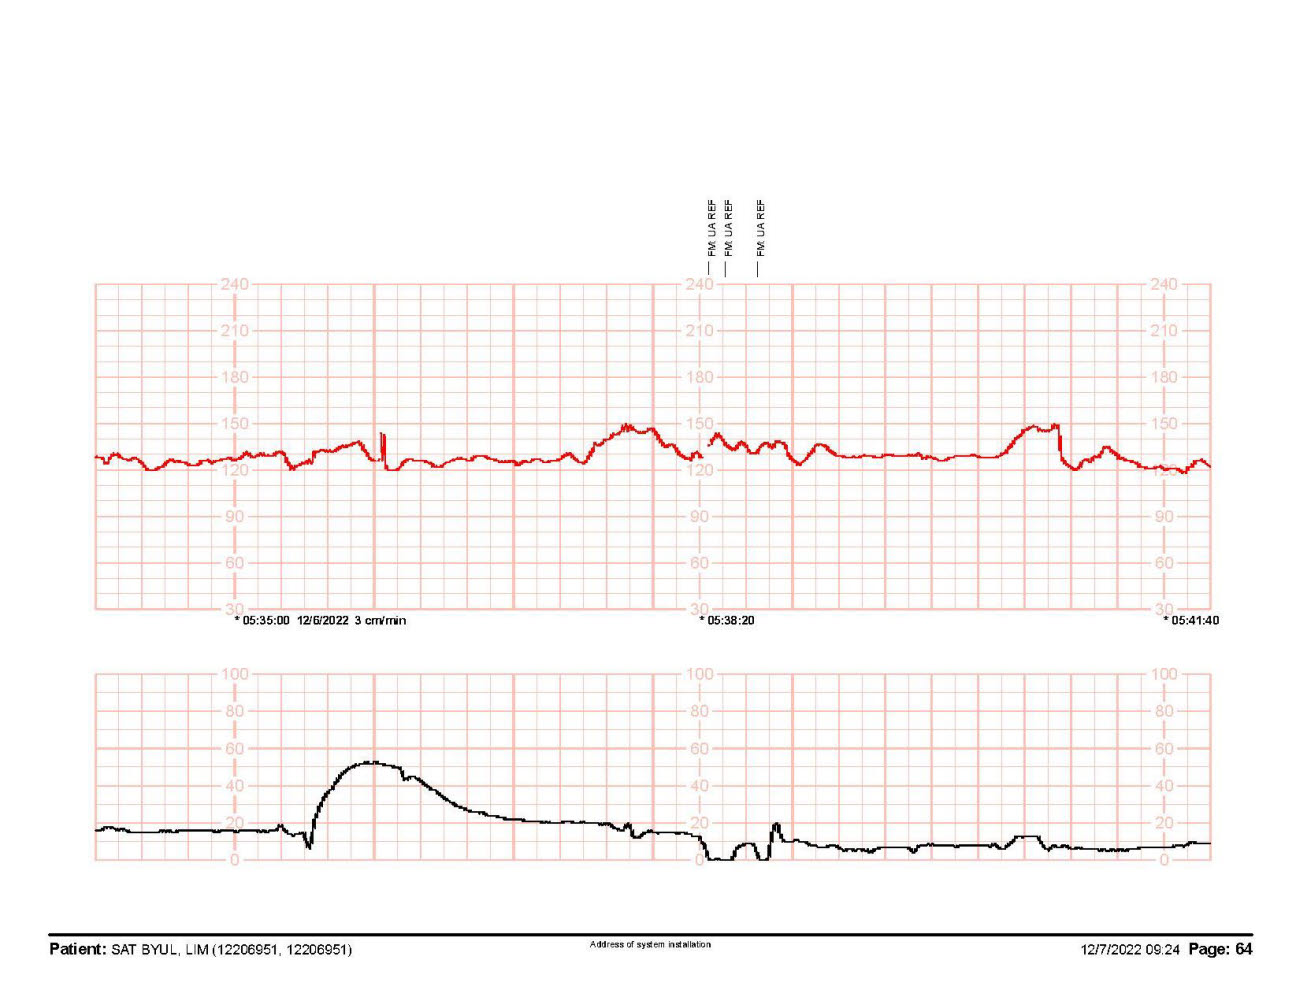 FM: UA REF
FM: UA REF
FM: UA REF
240 240 240
210 210 210
180 180 180
150 150 150
120 120 120
90 90 90
60 60 60
30 30 30
* 05:35:00 12/6/2022 3 cm/min * 05:38:20 * 05:41:40
100 100 100
80 80 80
60 60 60
40 40 40
20 20 20
0 0 0
Patient: SAT BYUL, LIM (12206951, 12206951) Address of system installation 12/7/2022 09:24 Page: 64